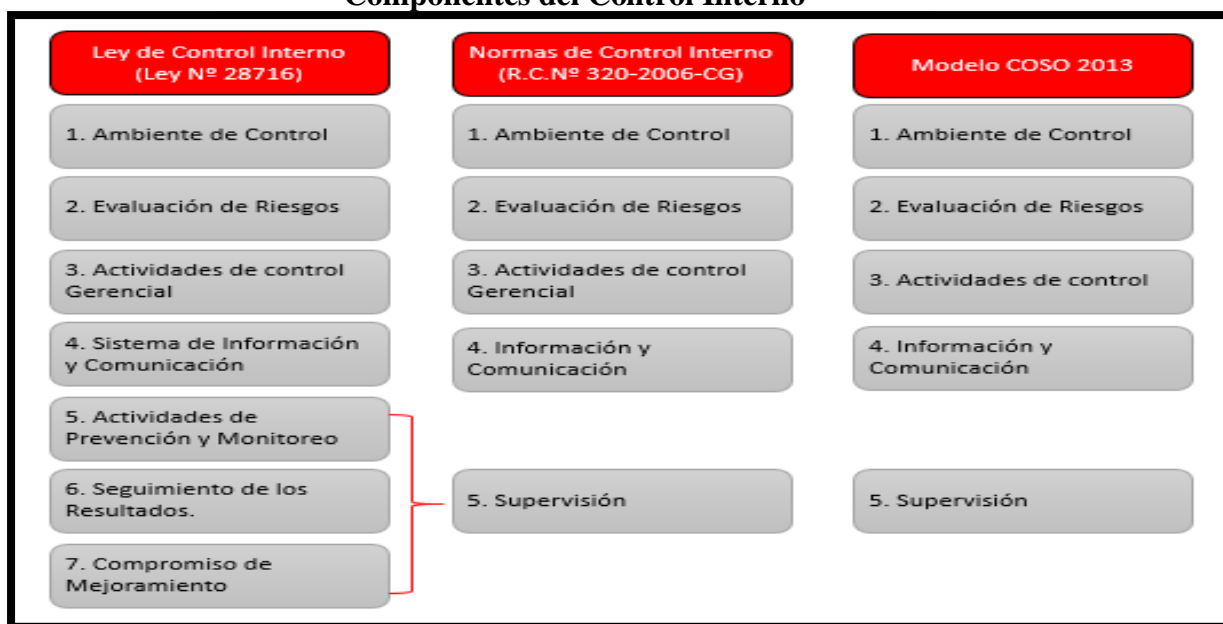 Componentes del Control Interno
Ley de Control Interno
(Ley Nº 28716)
1. Ambiente de Control
2. Evaluación de Riesgos
3. Actividades de control
Gerencial
4. Sistema de Información
y Comunicación
5. Actividades de
Prevención y Monitoreo
6. Seguimiento de los
Resultados.
7. Compromiso de
Mejoramiento
Normas de Control Interno
(R.C.Nº 320-2006-CG)
1. Ambiente de Control
2. Evaluación de Riesgos
3. Actividades de control
Gerencial
4. Información y
Comunicación
5. Supervisión
Modelo COSO 2013
1. Ambiente de Control
2. Evaluación de Riesgos
3. Actividades de control
4. Información y
Comunicación
5. Supervisión